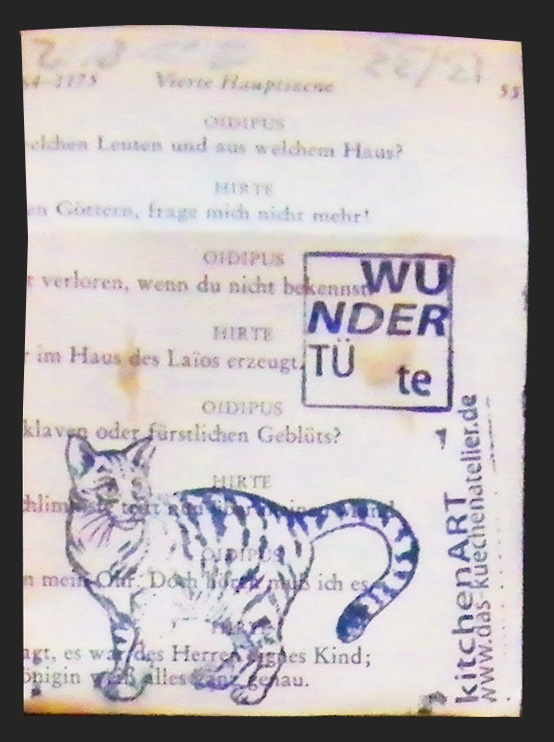 64-1175 Vierte Hauptszene 55
OIDIPUS
welchen Leuten und aus welchem Haus?
HIRTE
en Göttern, frage mich nicht mehr!
OIDIPUS
t verloren, wenn du nicht bekennst.
HIRTE
r im Haus des Laïos erzeugt.
OIDIPUS
klaven oder fürstlichen Geblüts?
HIRTE
OIDIPUS
n mein Ohr. Doch hören muß ich es.
HIRTE
agt, es war des Herren eignes Kind;
önigin weiß alles ganz genau.
WU
NDER
TÜ
te
kitchenART
www.das-kuechenatelier.de